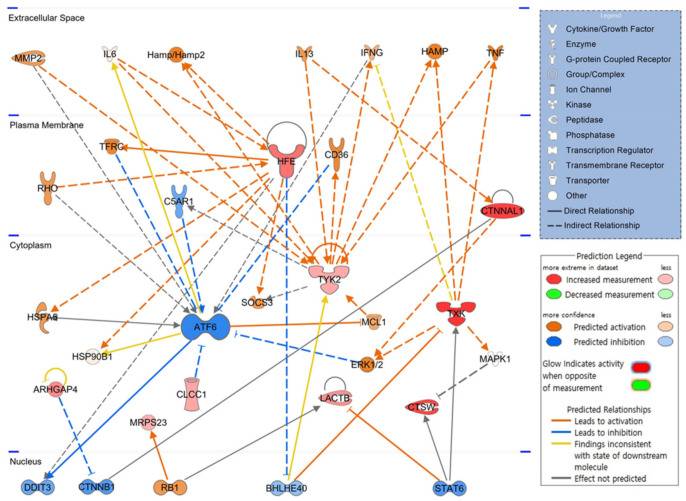 Extracellular Space
MMP2
IL6
Hamp/Hamp2
IL13
IFNG
HAMP
TNF
Plasma Membrane
TFRC
HFE
CD36
RHO
C5AR1
CTNNAL1
Cytoplasm
TYK2
SOCS3
HSPA9
ATF6
MCL1
TXK
HSP90B1
ERK1/2
MAPK1
ARHGAP4
CLCC1
LACTB
CTSW
MRPS23
Nucleus
DDIT3
CTNNB1
RB1
BHLHE40
STAT6
Legend
Cytokine/Growth Factor
Enzyme
G-protein Coupled Receptor
Group/Complex
Ion Channel
Kinase
Peptidase
Phosphatase
Transcription Regulator
Transmembrane Receptor
Transporter
Other
Direct Relationship
Indirect Relationship
Prediction Legend
more extreme in dataset less
Increased measurement
Decreased measurement
more confidence less
Predicted activation
Predicted inhibition
Glow Indicates activity
when opposite
of measurement
Predicted Relationships
Leads to activation
Leads to inhibition
Findings inconsistent
with state of downstream
molecule
Effect not predicted